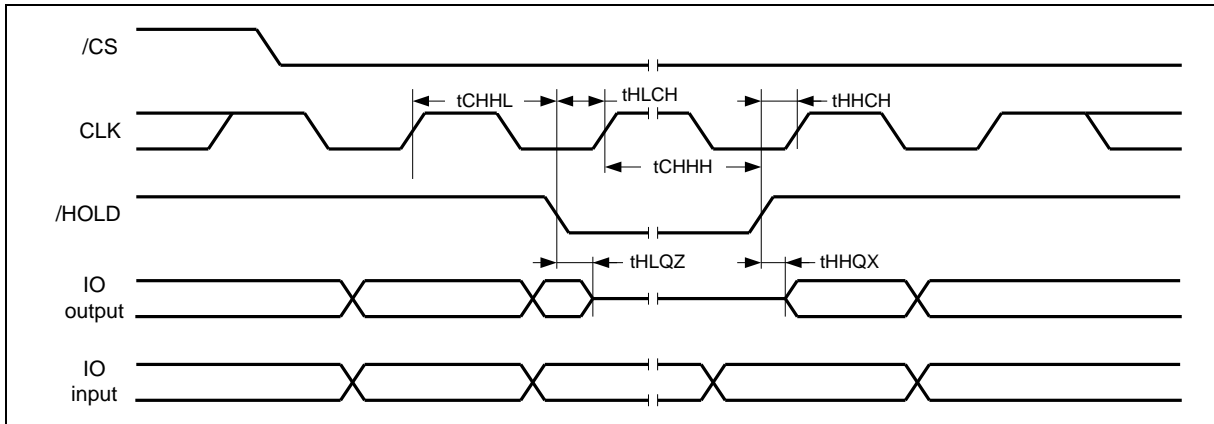 /CS
tCHHL
tHLCH
tHHCH
CLK
tCHHH
/HOLD
tHLQZ
tHHQX
IO
output
IO
input